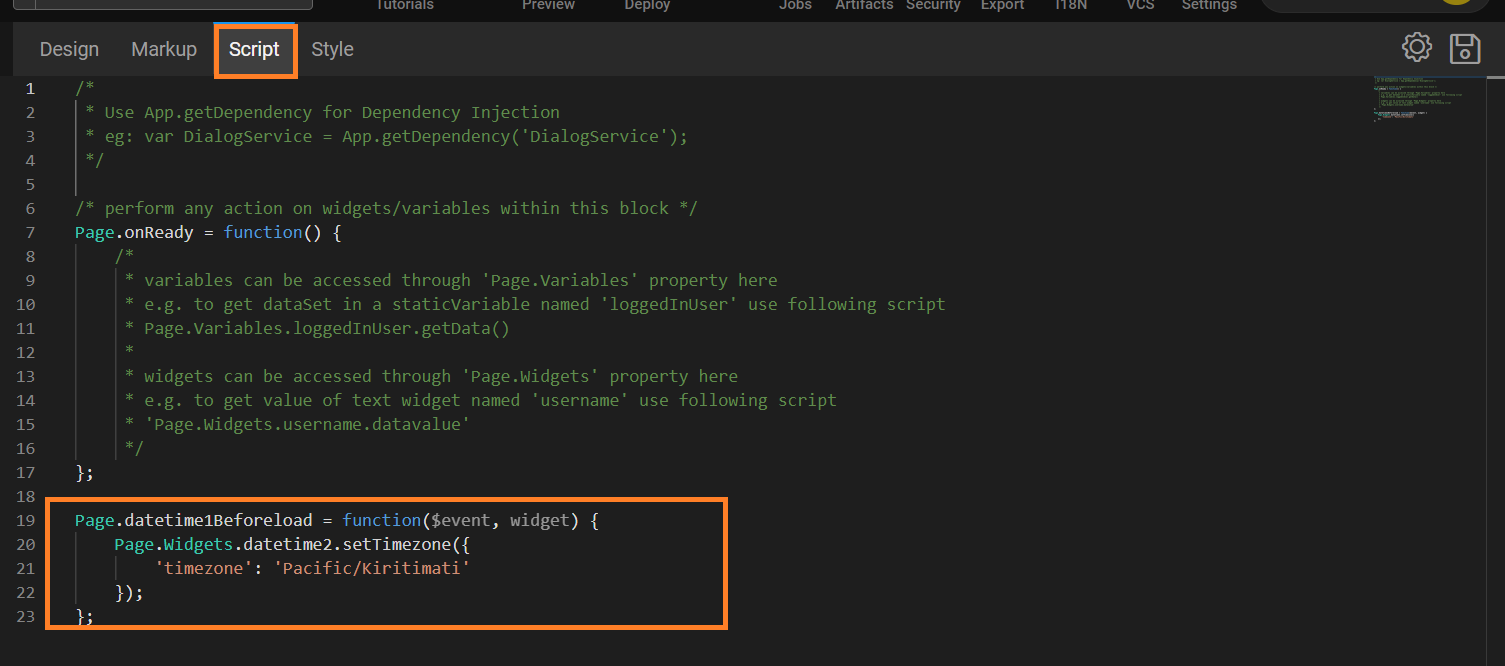 Tutorials Preview Deploy Jobs Artifacts Security Export I18N VCS Settings
Design Markup Script Style
1 /*
2 * Use App.getDependency for Dependency Injection
3 * eg: var DialogService = App.getDependency('DialogService');
4 */
5
6 /* perform any action on widgets/variables within this block */
7 Page.onReady = function() {
8 /*
9 * variables can be accessed through 'Page.Variables' property here
10 * e.g. to get dataSet in a staticVariable named 'loggedInUser' use following script
11 * Page.Variables.loggedInUser.getData()
12 *
13 * widgets can be accessed through 'Page.Widgets' property here
14 * e.g. to get value of text widget named 'username' use following script
15 * 'Page.Widgets.username.datavalue'
16 */
17 };
18
19 Page.datetime1Beforeload = function($event, widget) {
20 Page.Widgets.datetime2.setTimezone({
21 'timezone': 'Pacific/Kiritimati'
22 });
23 };